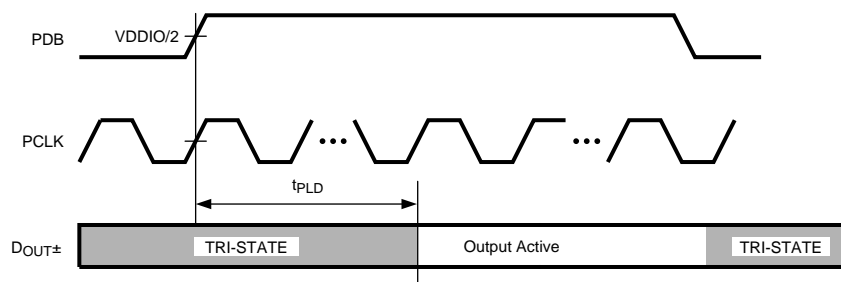 PDB
VDDIO/2
PCLK
tPLD
DOUT±
TRI-STATE
Output Active
TRI-STATE